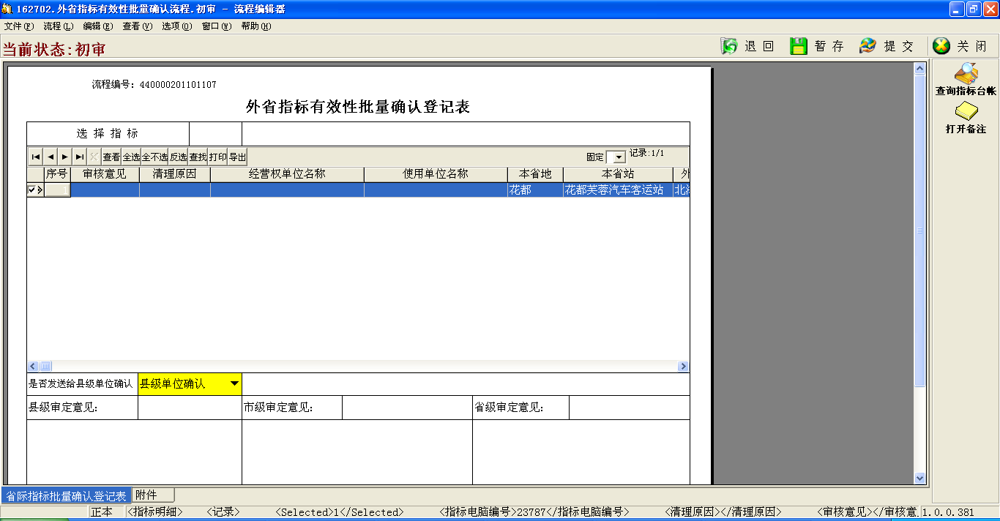 162702.外省指标有效性批量确认流程.初审 - 流程编辑器
文件(F) 流程(L) 编辑(E) 查看(V) 选项(O) 窗口(W) 帮助(H)
当前状态:初审 退回 暂存 提交 关闭
查询指标台帐
打开备注
流程编号: 440000201101107
外省指标有效性批量确认登记表
选择指标
查看 全选 全不选 反选 查找 打印 导出 固定 记录:1/1
序号 审核意见 清理原因 经营权单位名称 使用单位名称 本省地 本省站 外
1 花都 花都芙蓉汽车客运站 北
是否发送给县级单位确认 县级单位确认
县级审定意见: 市级审定意见: 省级审定意见:
省际指标批量确认登记表 附件
正本 <指标明细> <记录> <Selected>1</Selected> <指标电脑编号>23787</指标电脑编号> <清理原因></清理原因> <审核意见></审核意 1.0.0.381